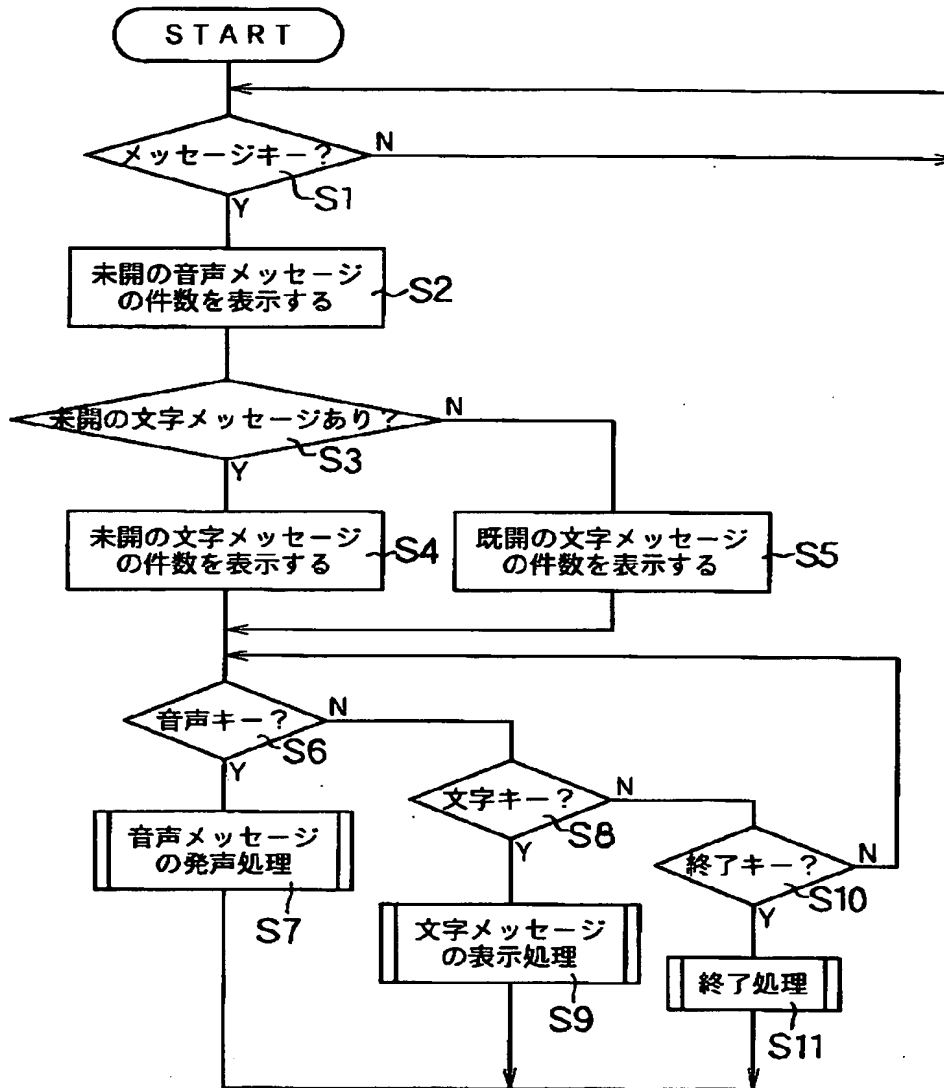 START
メッセージキー?
N
S1
Y
未開の音声メッセージ
の件数を表示する
S2
未開の文字メッセージあり?
N
S3
Y
未開の文字メッセージ
の件数を表示する
S4
既開の文字メッセージ
の件数を表示する
S5
音声キー?
N
S6
Y
文字キー?
N
S8
Y
音声メッセージ
の発声処理
S7
終了キー?
N
S10
Y
文字メッセージ
の表示処理
S9
終了処理
S11